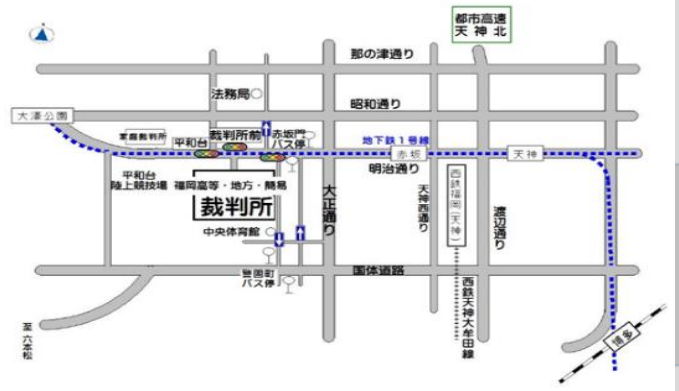 都市高速
天神北
那の津通り
法務局
昭和通り
大濠公園
家庭裁判所
平和台
裁判所前
赤坂門
バス停
地下鉄1号線
赤坂
天神
明治通り
平和台
陸上競技場
福岡高等・地方・簡易
裁判所
大正通り
天神西通り
西鉄福岡(天神)
渡辺通り
中央体育館
警固町
バス停
国体道路
西鉄天神大牟田線
至六本松
博多